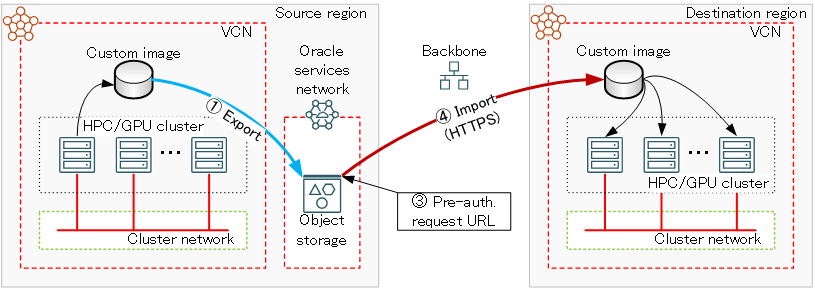 Source region
VCN
Custom image
Oracle
services
network
① Export
HPC/GPU cluster
Object
storage
Cluster network
Backbone
④ Import
(HTTPS)
③ Pre-auth.
request URL
Destination region
VCN
Custom image
HPC/GPU cluster
Cluster network